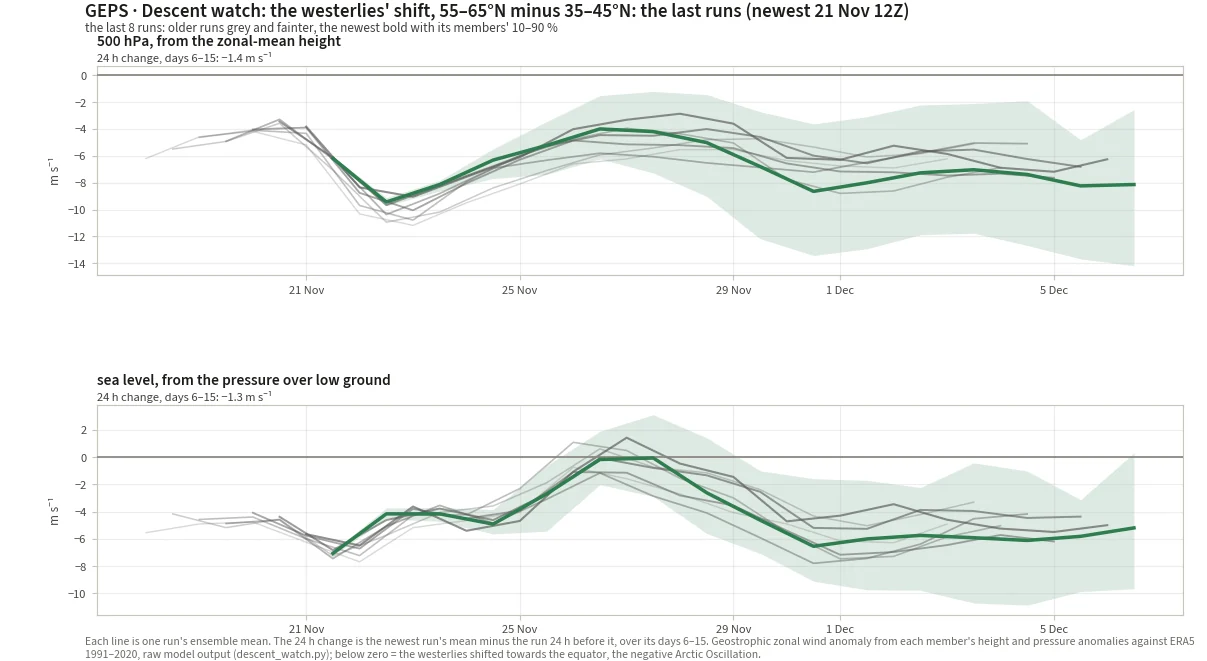 GEPS · Descent watch: the westerlies' shift, 55–65°N minus 35–45°N: the last runs (newest 21 Nov 12Z)
the last 8 runs: older runs grey and fainter, the newest bold with its members' 10–90 %
500 hPa, from the zonal-mean height
24 h change, days 6–15: −1.4 m s⁻¹
0
−2
−4
−6
−8
−10
−12
−14
m s⁻¹
21 Nov
25 Nov
29 Nov
1 Dec
5 Dec
sea level, from the pressure over low ground
24 h change, days 6–15: −1.3 m s⁻¹
2
0
−2
−4
−6
−8
−10
m s⁻¹
21 Nov
25 Nov
29 Nov
1 Dec
5 Dec
Each line is one run's ensemble mean. The 24 h change is the newest run's mean minus the run 24 h before it, over its days 6–15. Geostrophic zonal wind anomaly from each member's height and pressure anomalies against ERA5
1991–2020, raw model output (descent_watch.py); below zero = the westerlies shifted towards the equator, the negative Arctic Oscillation.